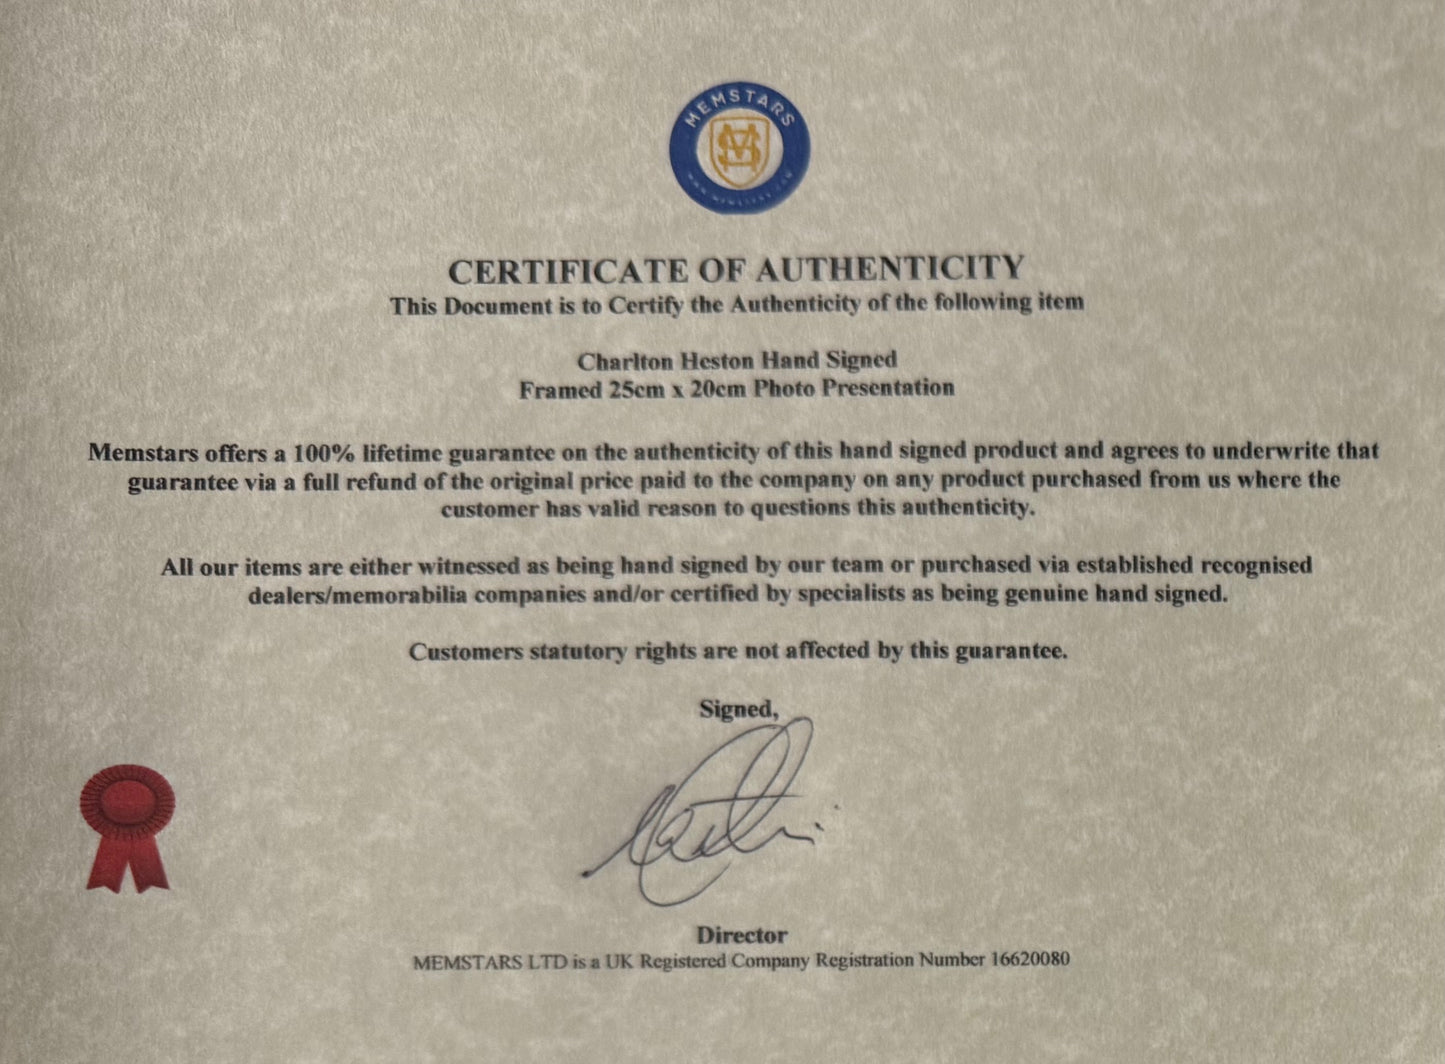 MEMSTARS
CERTIFICATE OF AUTHENTICITY
This Document is to Certify the Authenticity of the following item
Charlton Heston Hand Signed
Framed 25cm x 20cm Photo Presentation
Memstars offers a 100% lifetime guarantee on the authenticity of this hand signed product and agrees to underwrite that
guarantee via a full refund of the original price paid to the company on any product purchased from us where the
customer has valid reason to questions this authenticity.
All our items are either witnessed as being hand signed by our team or purchased via established recognised
dealers/memorabilia companies and/or certified by specialists as being genuine hand signed.
Customers statutory rights are not affected by this guarantee.
Signed,
Director
MEMSTARS LTD is a UK Registered Company Registration Number 16620080